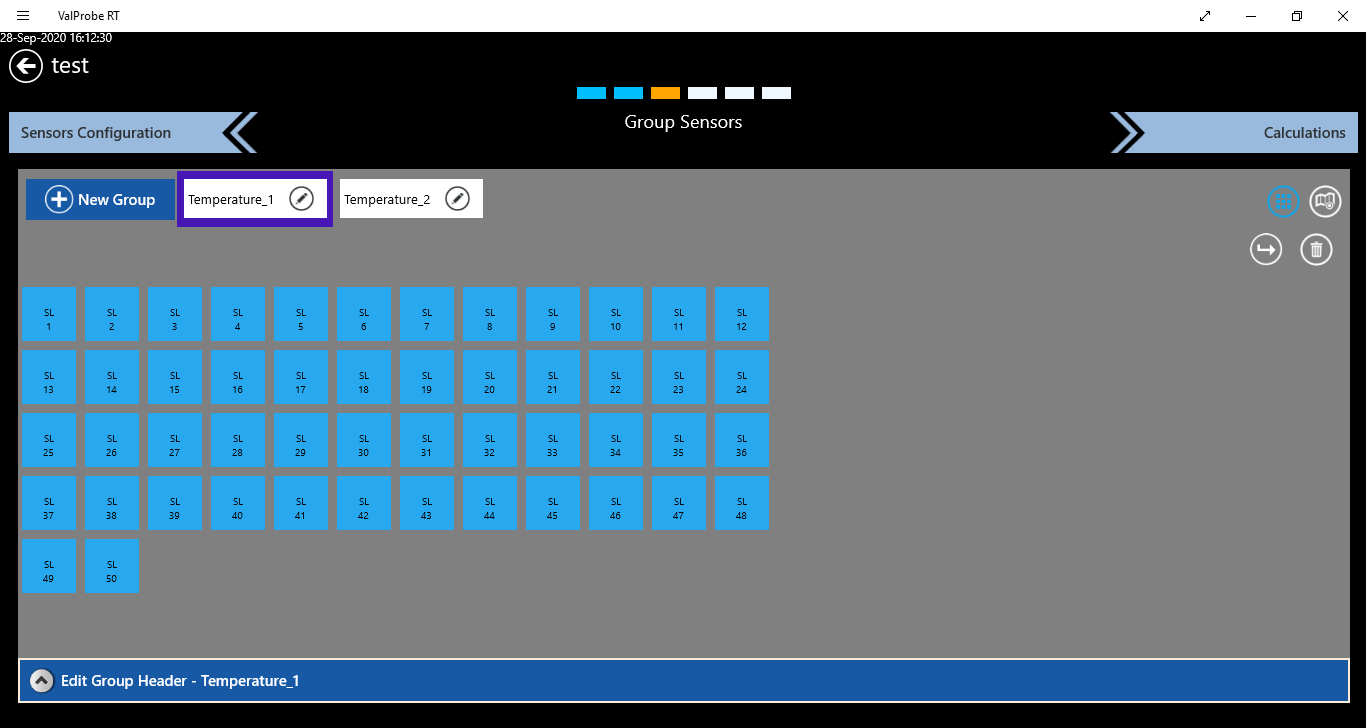 ValProbe RT
28-Sep-2020 16:12:30
test
Sensors Configuration
Group Sensors
Calculations
New Group
Temperature_1
Temperature_2
SL 1
SL 2
SL 3
SL 4
SL 5
SL 6
SL 7
SL 8
SL 9
SL 10
SL 11
SL 12
SL 13
SL 14
SL 15
SL 16
SL 17
SL 18
SL 19
SL 20
SL 21
SL 22
SL 23
SL 24
SL 25
SL 26
SL 27
SL 28
SL 29
SL 30
SL 31
SL 32
SL 33
SL 34
SL 35
SL 36
SL 37
SL 38
SL 39
SL 40
SL 41
SL 42
SL 43
SL 44
SL 45
SL 46
SL 47
SL 48
SL 49
SL 50
Edit Group Header - Temperature_1